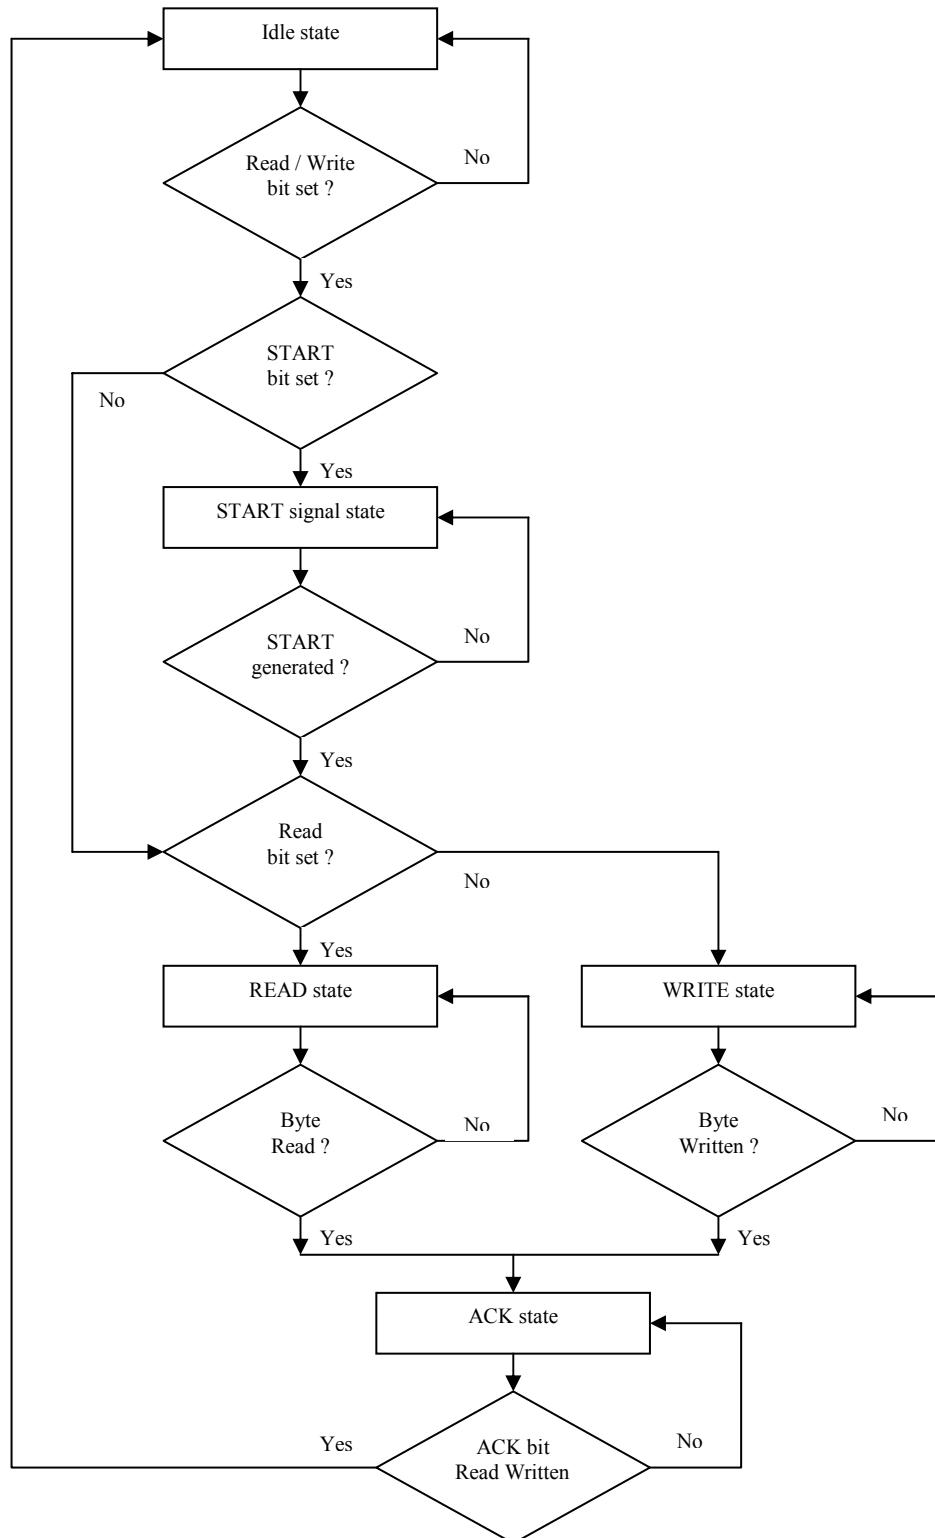 Idle state
Read / Write
bit set ?
No
Yes
START
bit set ?
No
Yes
START signal state
START
generated ?
No
Yes
Read
bit set ?
No
Yes
READ state
WRITE state
Byte
Read ?
No
Byte
Written ?
No
Yes
Yes
ACK state
Yes
ACK bit
Read Written
No